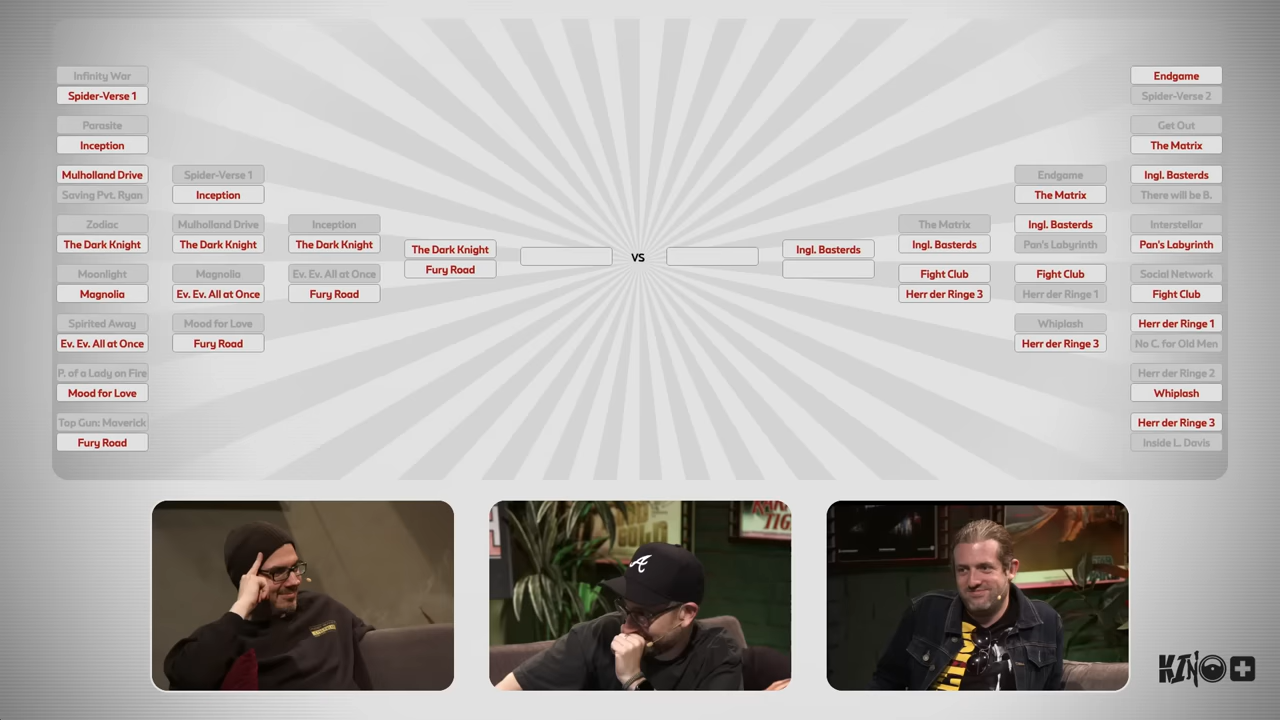 Infinity War
Spider-Verse 1
Parasite
Inception
Mulholland Drive
Saving Pvt. Ryan
Zodiac
The Dark Knight
Moonlight
Magnolia
Spirited Away
Ev. Ev. All at Once
P. of a Lady on Fire
Mood for Love
Top Gun: Maverick
Fury Road
Spider-Verse 1
Inception
Mulholland Drive
The Dark Knight
Magnolia
Ev. Ev. All at Once
Mood for Love
Fury Road
Inception
The Dark Knight
Ev. Ev. All at Once
Fury Road
The Dark Knight
Fury Road
VS
Ingl. Basterds
The Matrix
Ingl. Basterds
Fight Club
Herr der Ringe 3
Endgame
The Matrix
Ingl. Basterds
Pan's Labyrinth
Fight Club
Herr der Ringe 1
Whiplash
Herr der Ringe 3
Endgame
Spider-Verse 2
Get Out
The Matrix
Ingl. Basterds
There will be B.
Interstellar
Pan's Labyrinth
Social Network
Fight Club
Herr der Ringe 1
No C. for Old Men
Herr der Ringe 2
Whiplash
Herr der Ringe 3
Inside L. Davis
A
KINO+